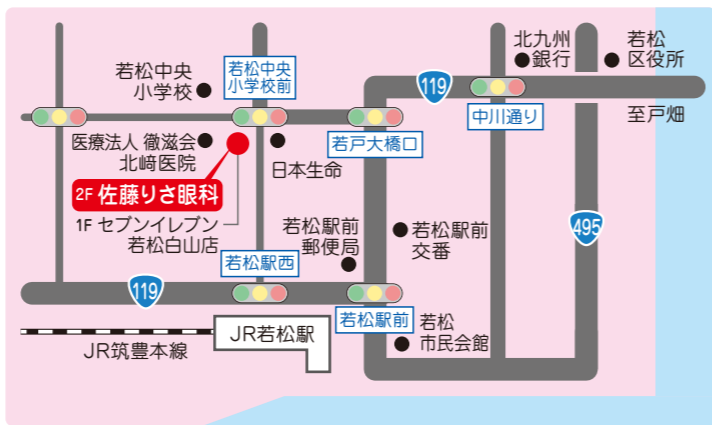 若松中央
小学校
若松中央
小学校前
119
北九州
銀行
若松
区役所
中川通り
至戸畑
医療法人 徹滋会
北﨑医院
日本生命
若戸大橋口
2F 佐藤りさ眼科
1F セブンイレブン
若松白山店
若松駅前
郵便局
若松駅前
交番
495
若松駅西
119
若松駅前
若松
市民会館
JR若松駅
JR筑豊本線